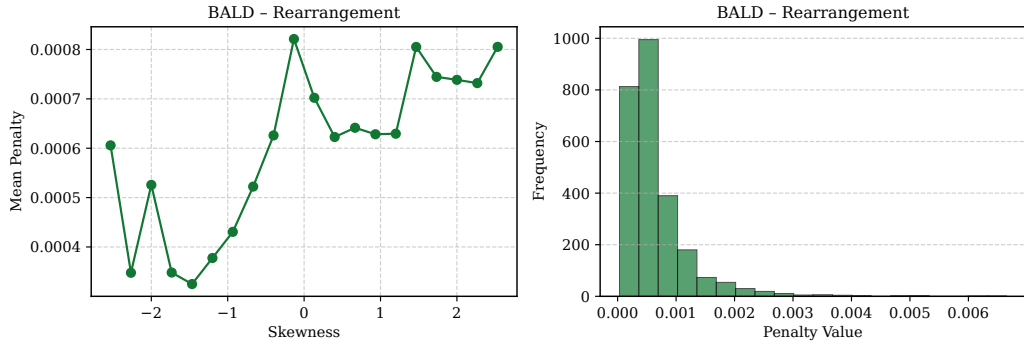 BALD – Rearrangement
Mean Penalty
0.0008
0.0007
0.0006
0.0005
0.0004
−2 −1 0 1 2
Skewness
BALD – Rearrangement
Frequency
1000
800
600
400
200
0
0.000 0.001 0.002 0.003 0.004 0.005 0.006
Penalty Value